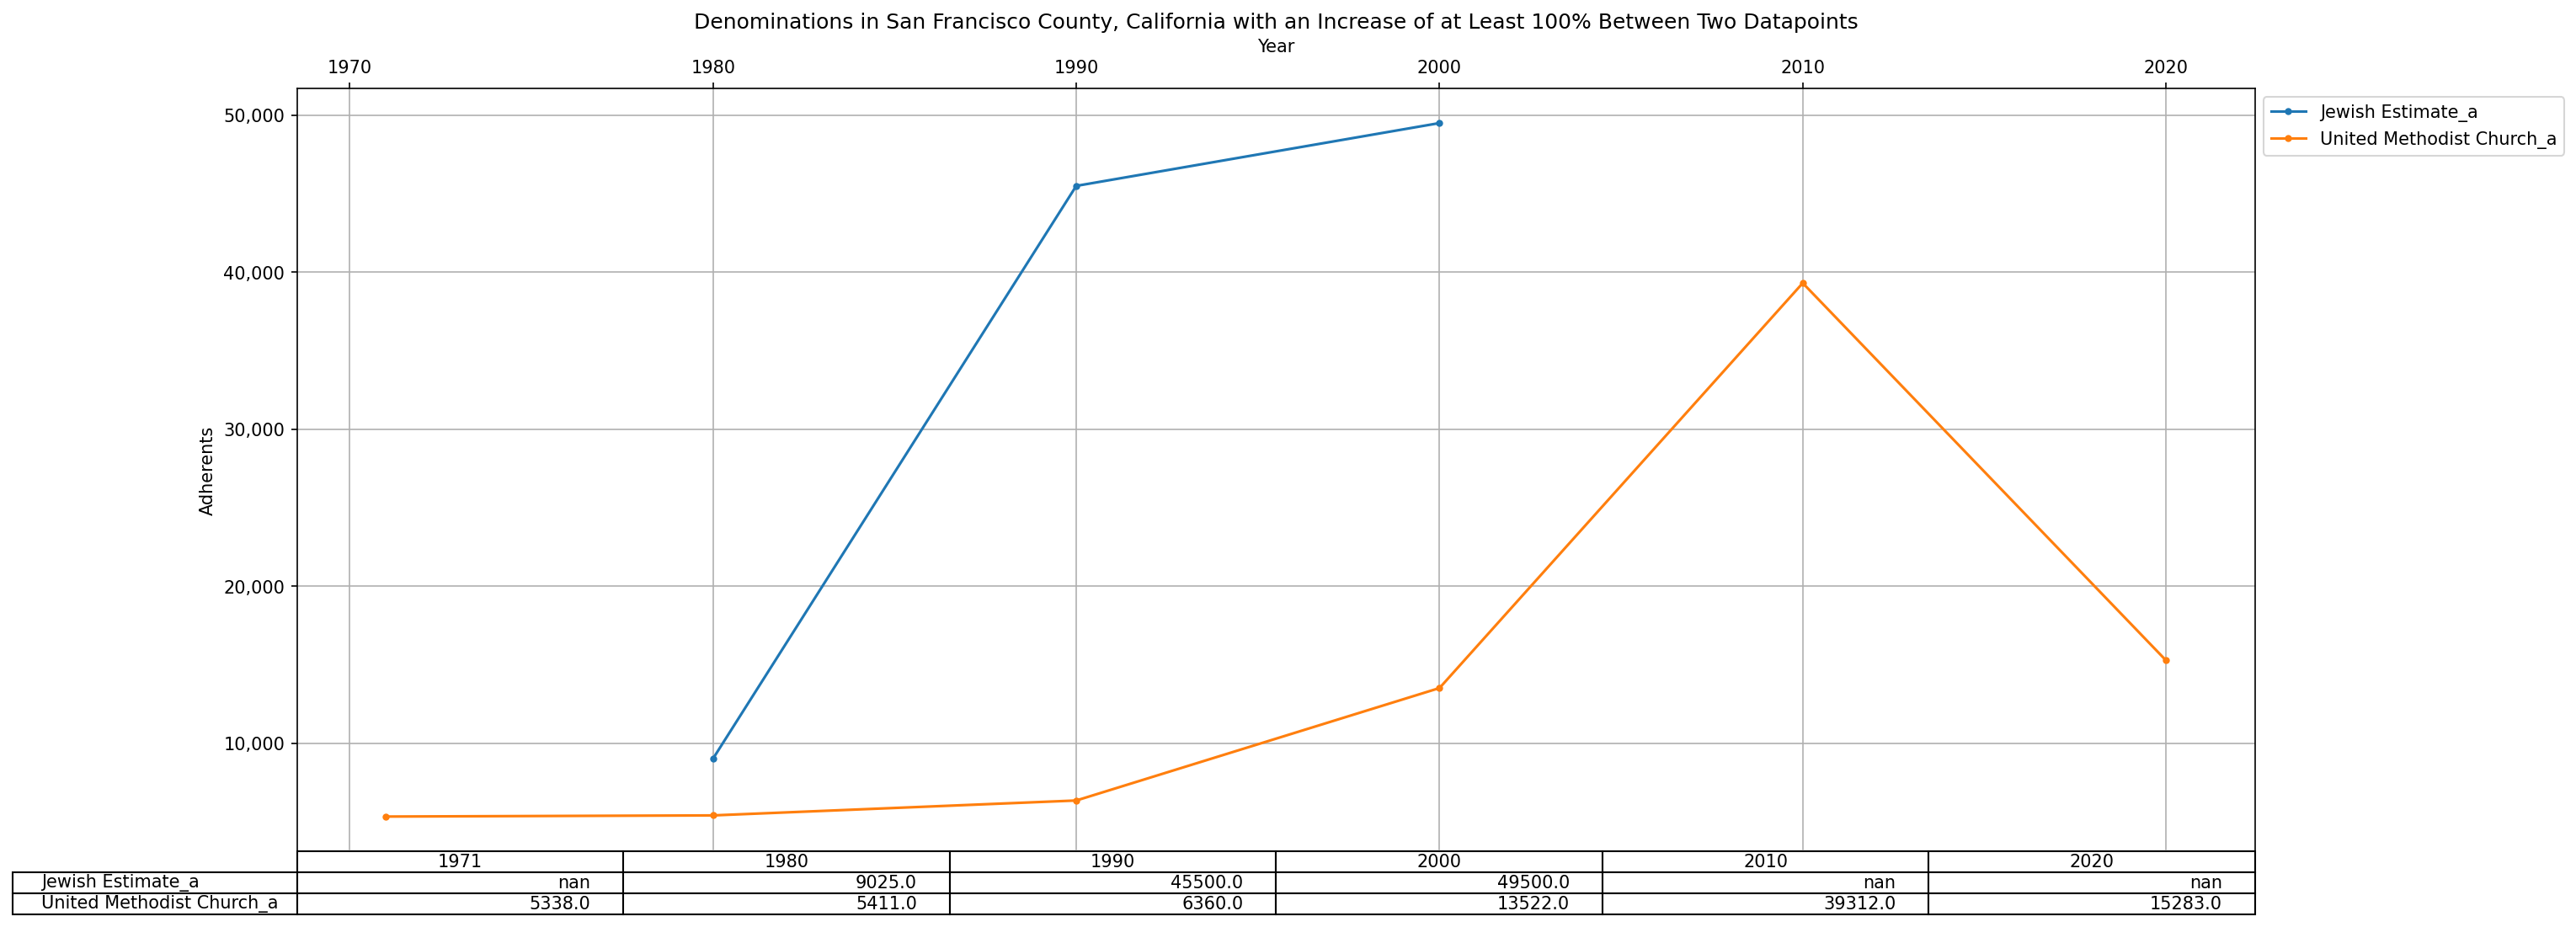 Denominations in San Francisco County, California with an Increase of at Least 100% Between Two Datapoints
Year
1970 1980 1990 2000 2010 2020
50,000
40,000
30,000
20,000
10,000
Adherents
Jewish Estimate_a
United Methodist Church_a
1971 1980 1990 2000 2010 2020
Jewish Estimate_a nan 9025.0 45500.0 49500.0 nan nan
United Methodist Church_a 5338.0 5411.0 6360.0 13522.0 39312.0 15283.0